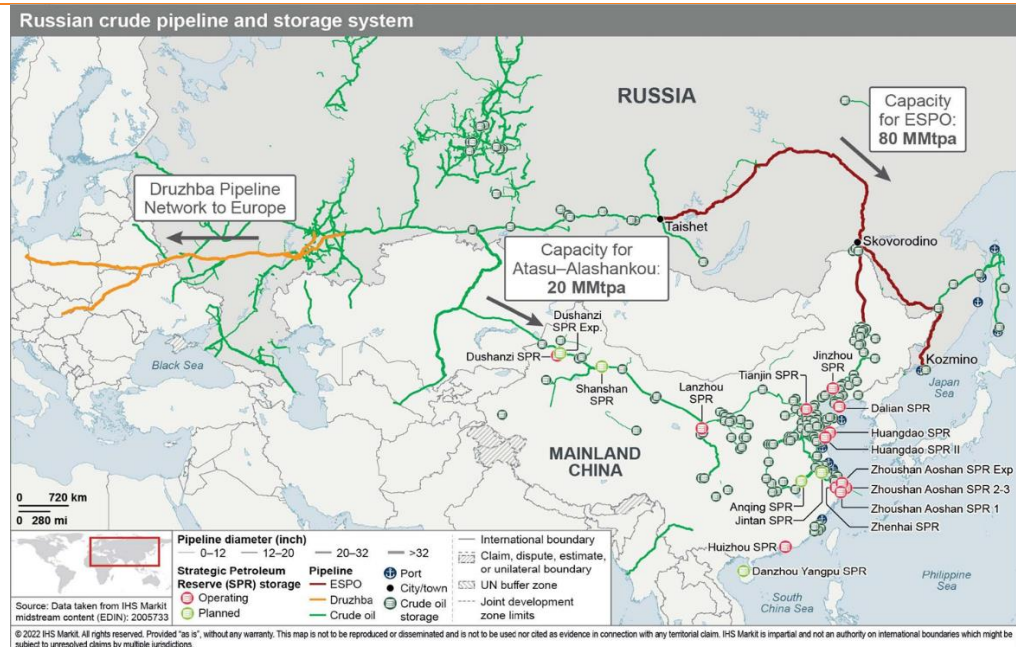 Russian crude pipeline and storage system
RUSSIA
Capacity
for ESPO:
80 MMtpa
Druzhba Pipeline
Network to Europe
Taishet
Skovorodino
Capacity for
Atasu–Alashankou:
20 MMtpa
Dushanzi
SPR Exp.
Dushanzi SPR
Black Sea
Shanshan
SPR
Lanzhou
SPR
Tianjin SPR
Jinzhou
SPR
Kozmino
Japan
Sea
Dalian SPR
Huangdao SPR
Huangdao SPR II
MAINLAND
CHINA
Zhoushan Aoshan SPR Exp
Zhoushan Aoshan SPR 2-3
Zhoushan Aoshan SPR 1
Anqing SPR
Jintan SPR
Zhenhai SPR
Huizhou SPR
Danzhou Yangpu SPR
South
China Sea
Philippine
Sea
0 720 km
0 280 mi
Pipeline diameter (inch)
0–12 12–20 20–32 >32
Strategic Petroleum
Reserve (SPR) storage
Operating
Planned
Pipeline
ESPO
Druzhba
Crude oil
Port
City/town
Crude oil
storage
International boundary
Claim, dispute, estimate,
or unilateral boundary
UN buffer zone
Joint development
zone limits
Source: Data taken from IHS Markit
midstream content (EDIN): 2005733
© 2022 IHS Markit. All rights reserved. Provided "as is", without any warranty. This map is not to be reproduced or disseminated and is not to be used nor cited as evidence in connection with any territorial claim. IHS Markit is impartial and not an authority on international boundaries which might be
subject to unresolved claims by multiple jurisdictions